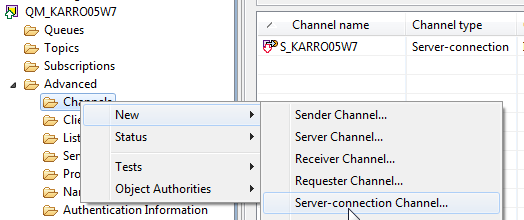 QM_KARRO05W7
Queues
Topics
Subscriptions
Advanced
Channels
Clie
List
Ser
Pro
Nar
Authentication Information
New
Status
Tests
Object Authorities
Sender Channel...
Server Channel...
Receiver Channel...
Requester Channel...
Server-connection Channel...
Channel name Channel type
S_KARRO05W7 Server-connection